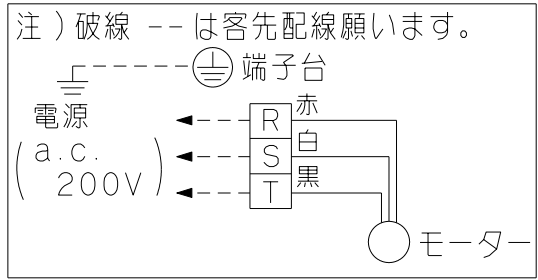 注）破線 -- は客先配線願います。
端子台
電源
(a.c. 200V)
R 赤
S 白
T 黒
モーター